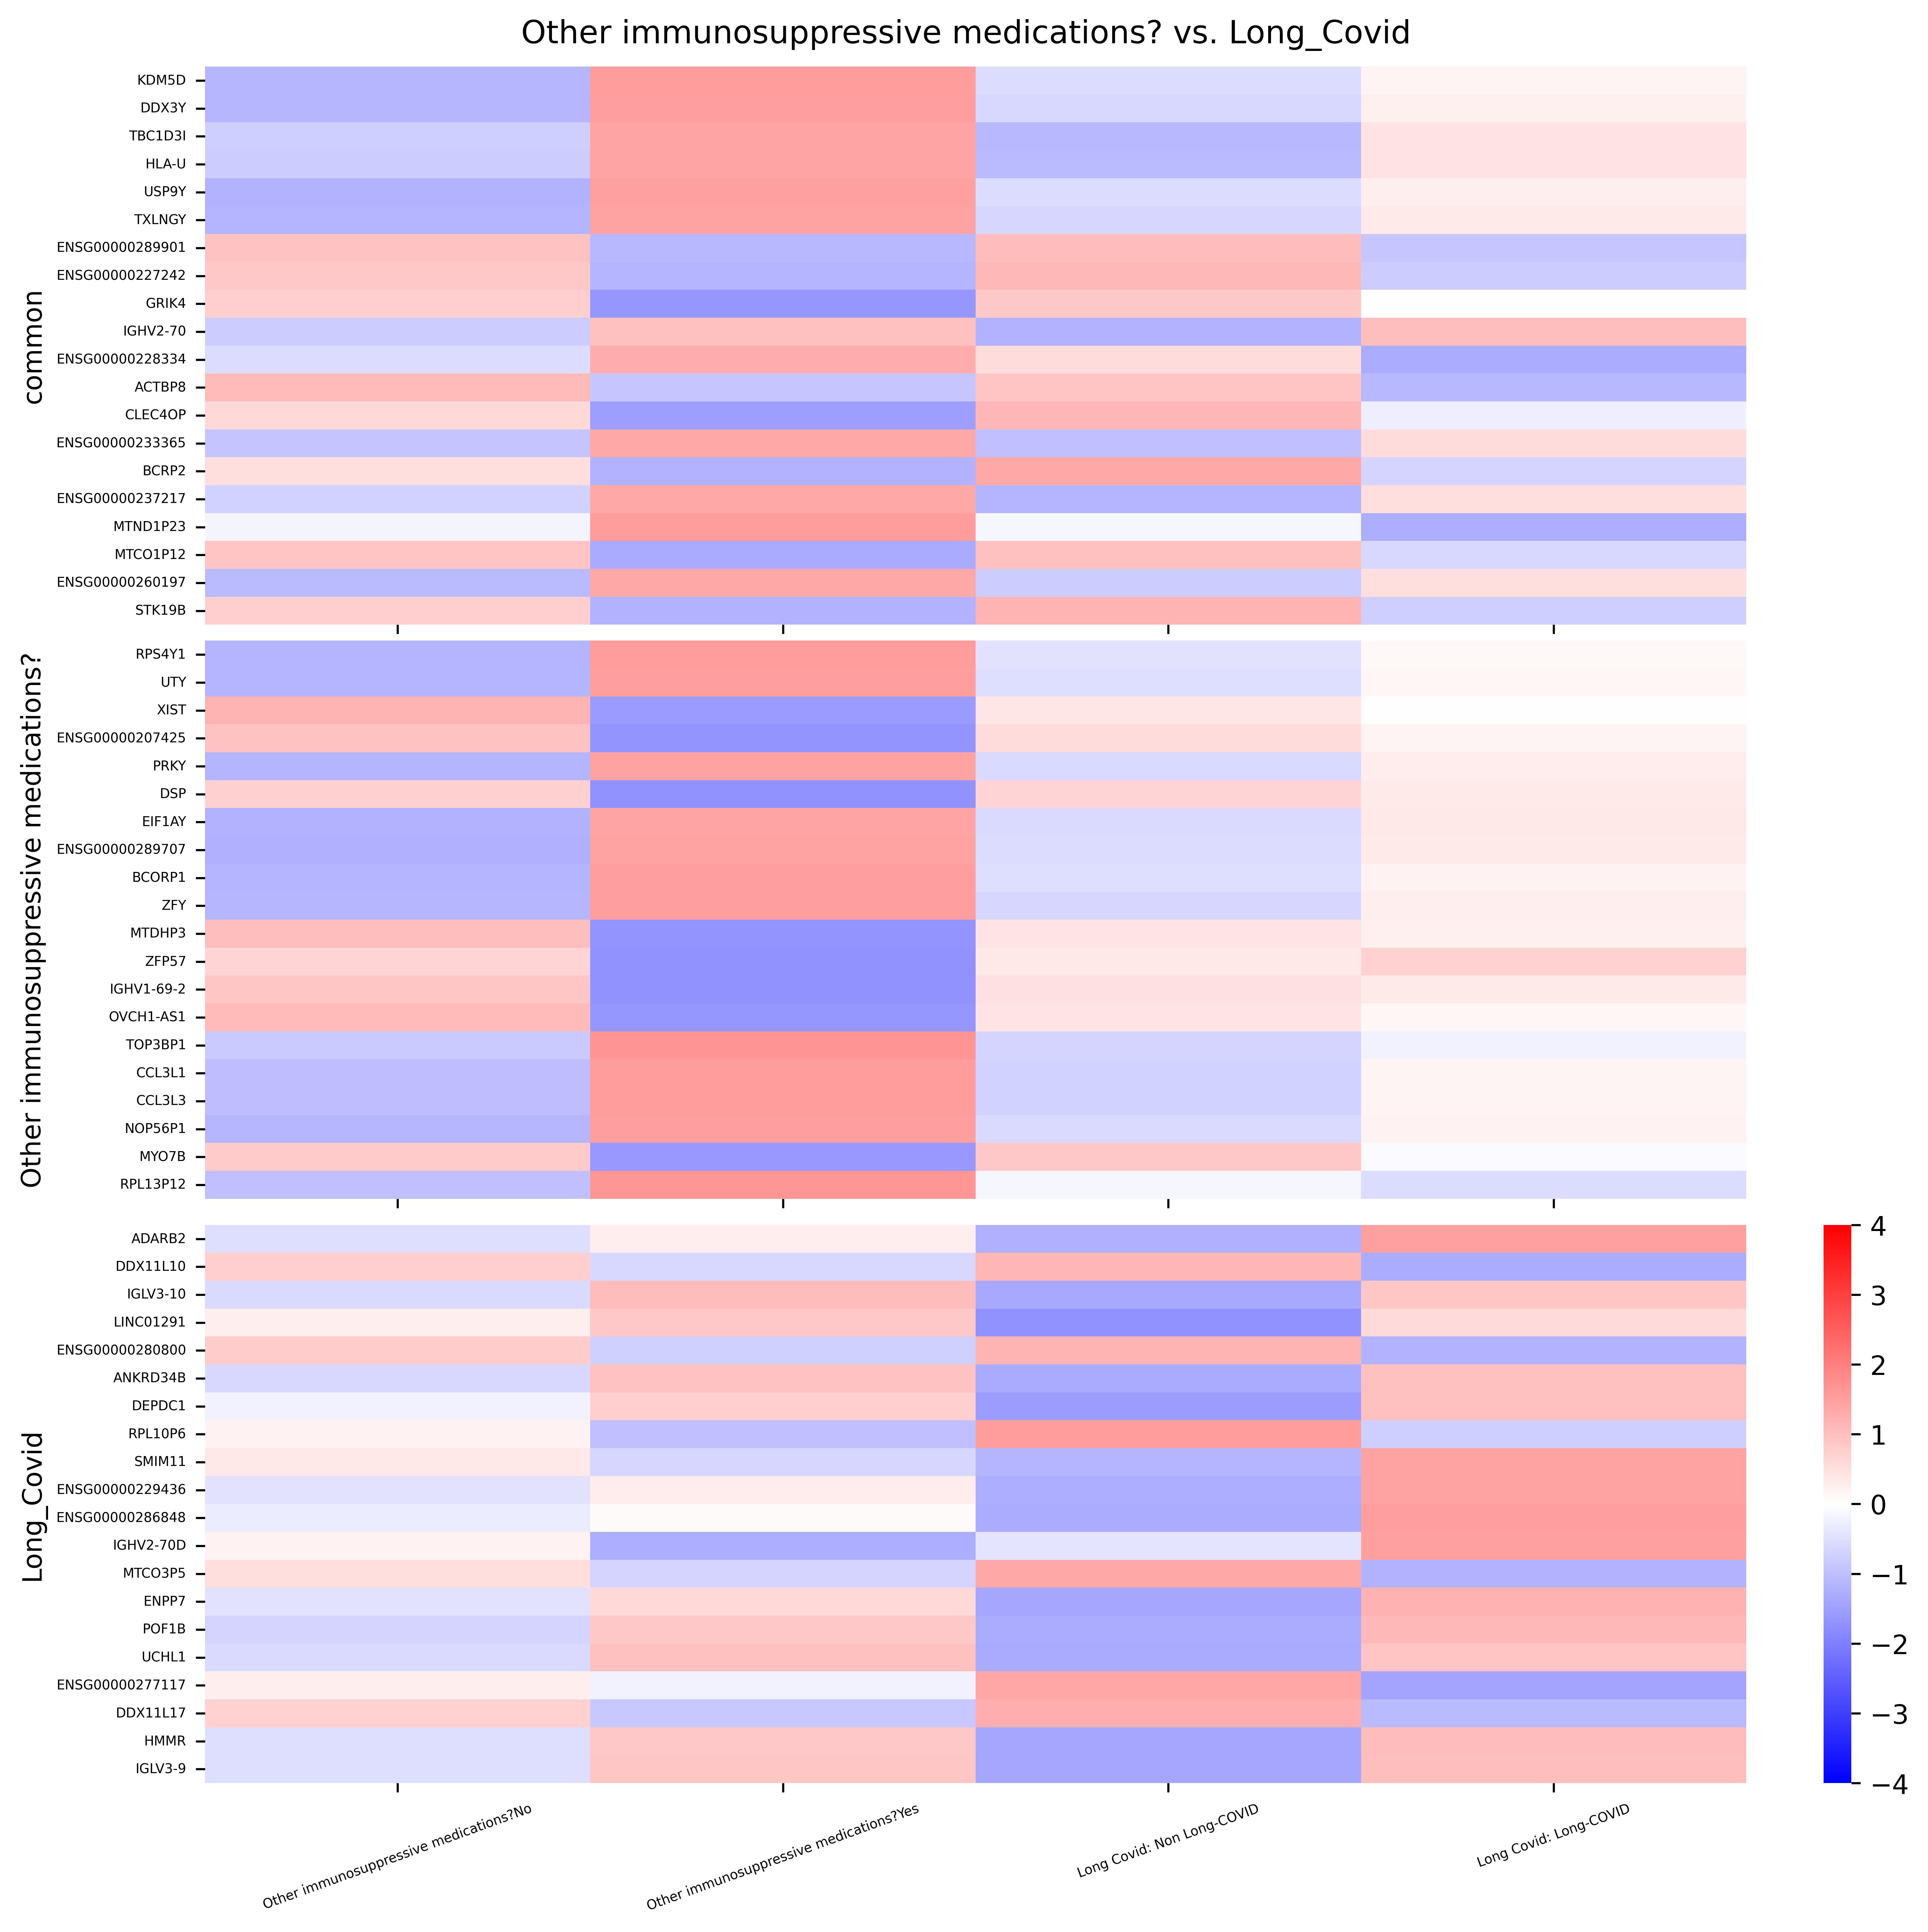 Other immunosuppressive medications? vs. Long_Covid
common
KDM5D
DDX3Y
TBC1D3I
HLA-U
USP9Y
TXLNGY
ENSG00000289901
ENSG00000227242
GRIK4
IGHV2-70
ENSG00000228334
ACTBP8
CLEC4OP
ENSG00000233365
BCRP2
ENSG00000237217
MTND1P23
MTCO1P12
ENSG00000260197
STK19B
Other immunosuppressive medications?
RPS4Y1
UTY
XIST
ENSG00000207425
PRKY
DSP
EIF1AY
ENSG00000289707
BCORP1
ZFY
MTDHP3
ZFP57
IGHV1-69-2
OVCH1-AS1
TOP3BP1
CCL3L1
CCL3L3
NOP56P1
MYO7B
RPL13P12
Long_Covid
ADARB2
DDX11L10
IGLV3-10
LINC01291
ENSG00000280800
ANKRD34B
DEPDC1
RPL10P6
SMIM11
ENSG00000229436
ENSG00000286848
IGHV2-70D
MTCO3P5
ENPP7
POF1B
UCHL1
ENSG00000277117
DDX11L17
HMMR
IGLV3-9
4
3
2
1
0
−1
−2
−3
−4
Other immunosuppressive medications?No
Other immunosuppressive medications?Yes
Long Covid: Non Long-COVID
Long Covid: Long-COVID